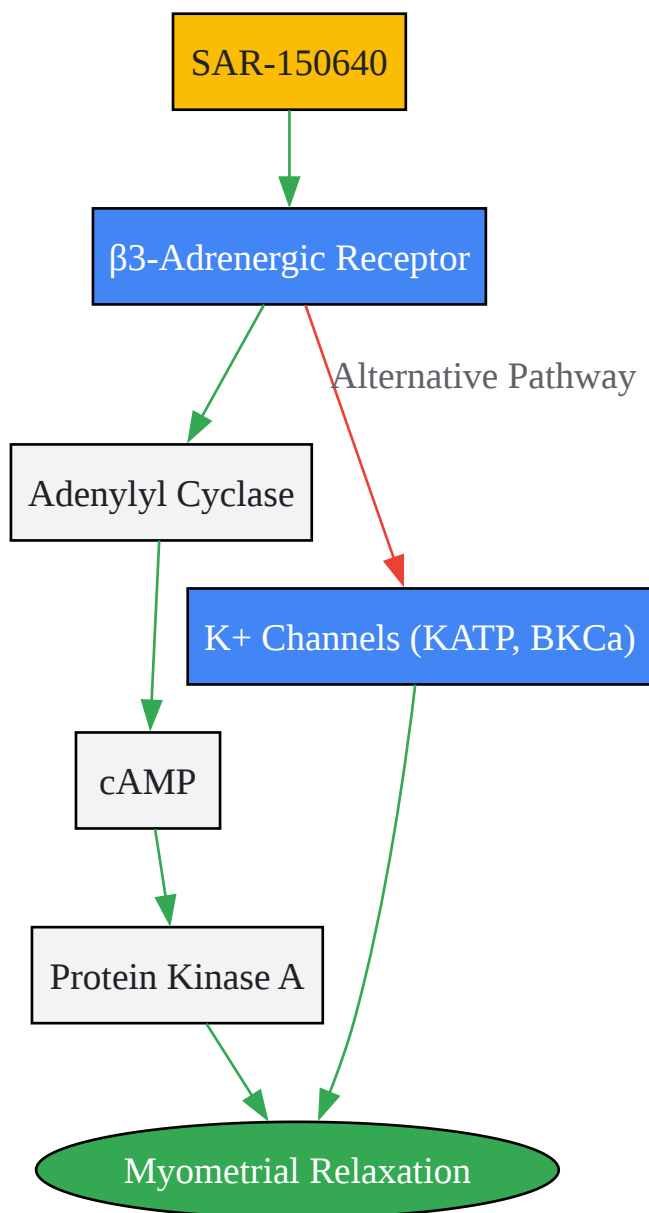 SAR-150640
β3-Adrenergic Receptor
Alternative Pathway
Adenylyl Cyclase
K+ Channels (KATP, BKCa)
cAMP
Protein Kinase A
Myometrial Relaxation